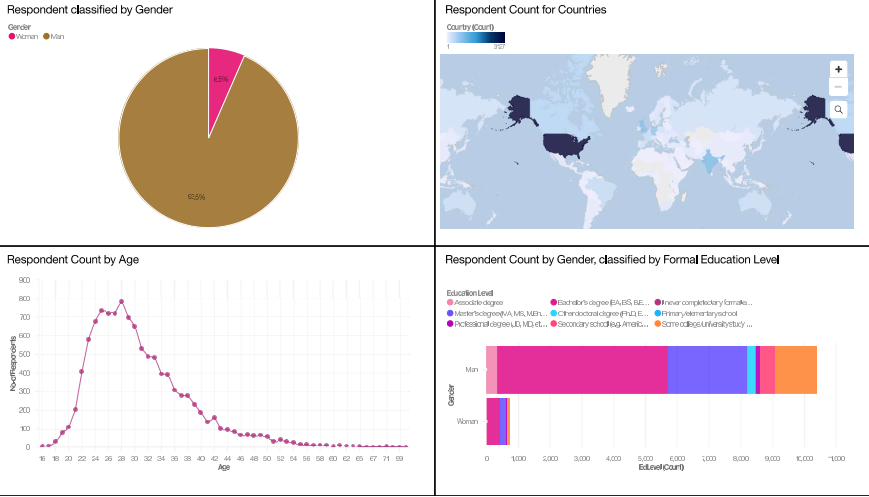 Respondent classified by Gender
Gender
Woman Man
6.5%
93.5%
Respondent Count for Countries
Country (Count)
1
+
−
Respondent Count by Age
900
800
700
600
500
400
300
200
100
0
No of Respondents
16 18 20 22 24 26 28 30 32 34 36 38 40 42 44 46 48 50 52 54 56 58 60 62 65 67 71 99
Age
Respondent Count by Gender, classified by Formal Education Level
Education Level
Associate degree Bachelor's degree (BA, BS, B.E... I never completed any formal e...
Master's degree (MA, MS, M.En... Other doctoral degree (Ph.D, E... Primary/elementary school
Professional degree (JD, MD, et... Secondary school (e.g. Americ... Some college/university study ...
Gender
Man
Woman
0 1,000 2,000 3,000 4,000 5,000 6,000 7,000 8,000 9,000 10,000 11,000
EdLevel (Count)